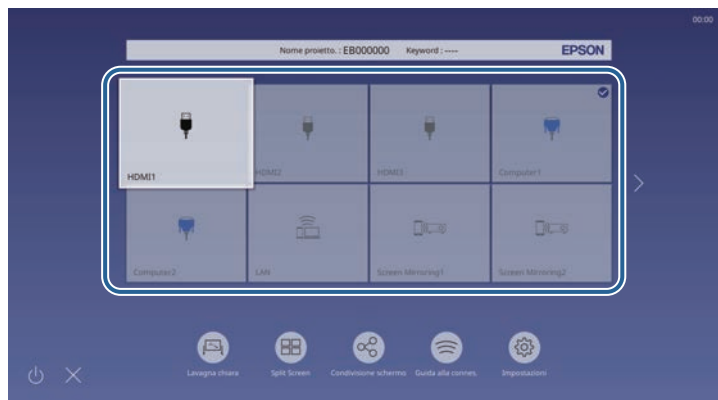 00:00
Nome proietto. : EB000000 Keyword : ---- EPSON
HDMI1 HDMI2 HDMI3 Computer1
Computer2 LAN Screen Mirroring1 Screen Mirroring2
Lavagna chiara Split Screen Condivisione schermo Guida alla connes. Impostazioni